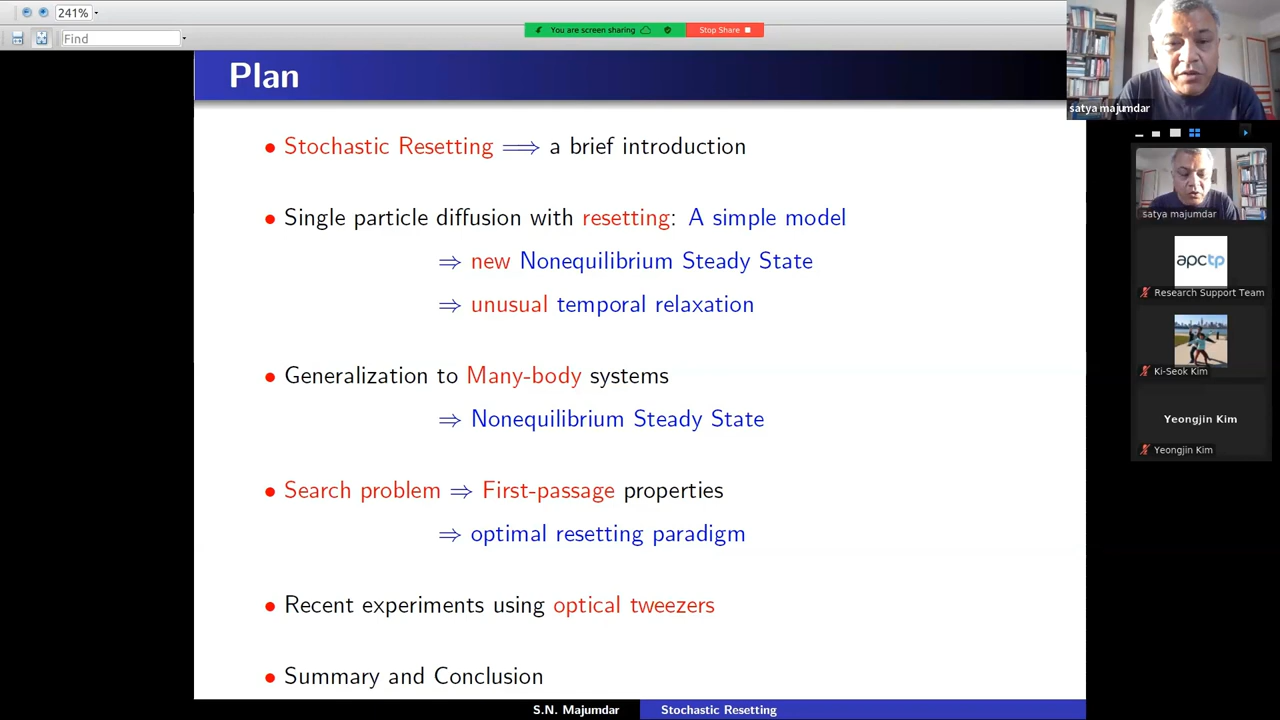 241%
Find
You are screen sharing
Stop Share
Plan
satya majumdar
• Stochastic Resetting ⟹ a brief introduction
• Single particle diffusion with resetting: A simple model
⇒ new Nonequilibrium Steady State
⇒ unusual temporal relaxation
• Generalization to Many-body systems
⇒ Nonequilibrium Steady State
• Search problem ⇒ First-passage properties
⇒ optimal resetting paradigm
• Recent experiments using optical tweezers
• Summary and Conclusion
S.N. Majumdar
Stochastic Resetting
satya majumdar
apctp
Research Support Team
Ki-Seok Kim
Yeongjin Kim
Yeongjin Kim